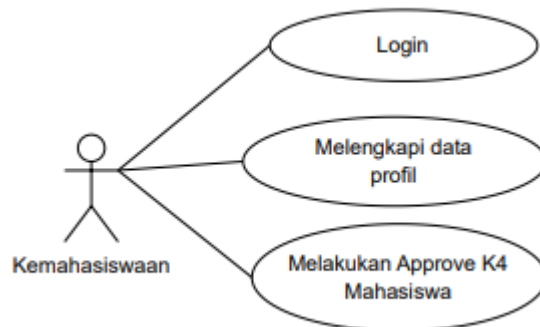 Login
Melengkapi data
profil
Kemahasiswaan
Melakukan Approve K4
Mahasiswa